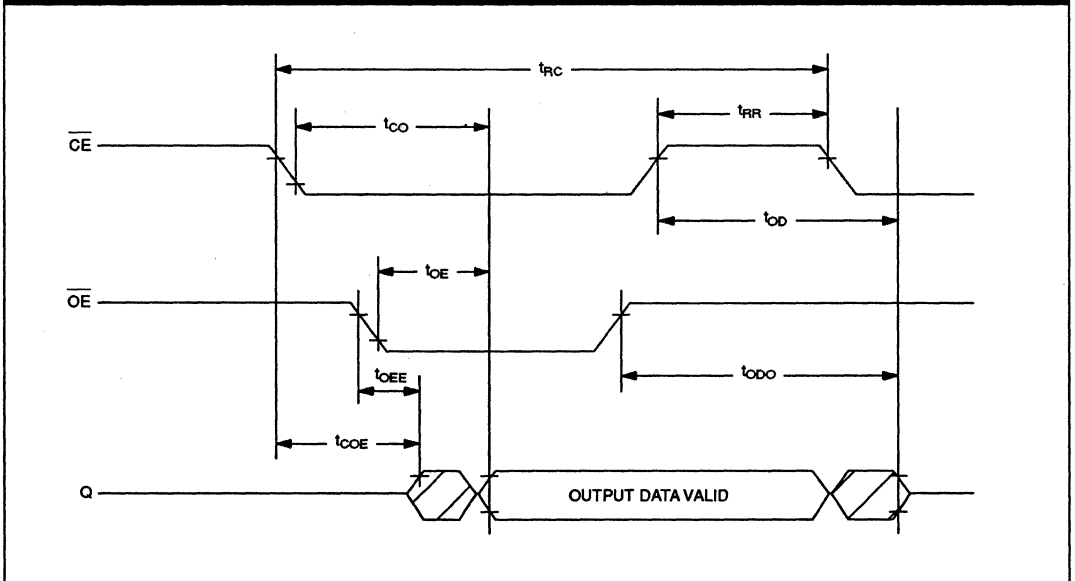 tRC
tCO
tRR
CE
tOD
tOE
OE
tOEE
tODO
tCOE
Q
OUTPUT DATA VALID